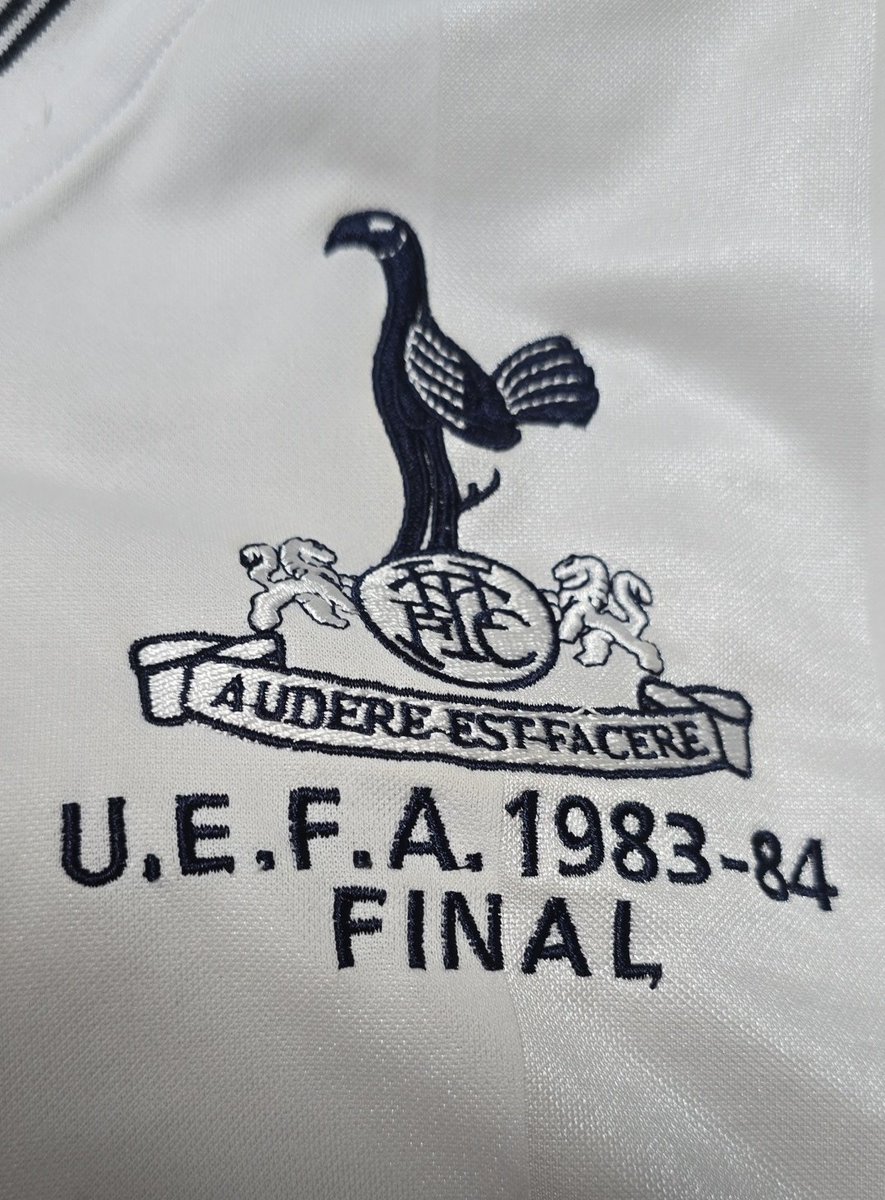 THFC
AUDERE-EST-FACERE
U.E.F.A. 1983-84
FINAL